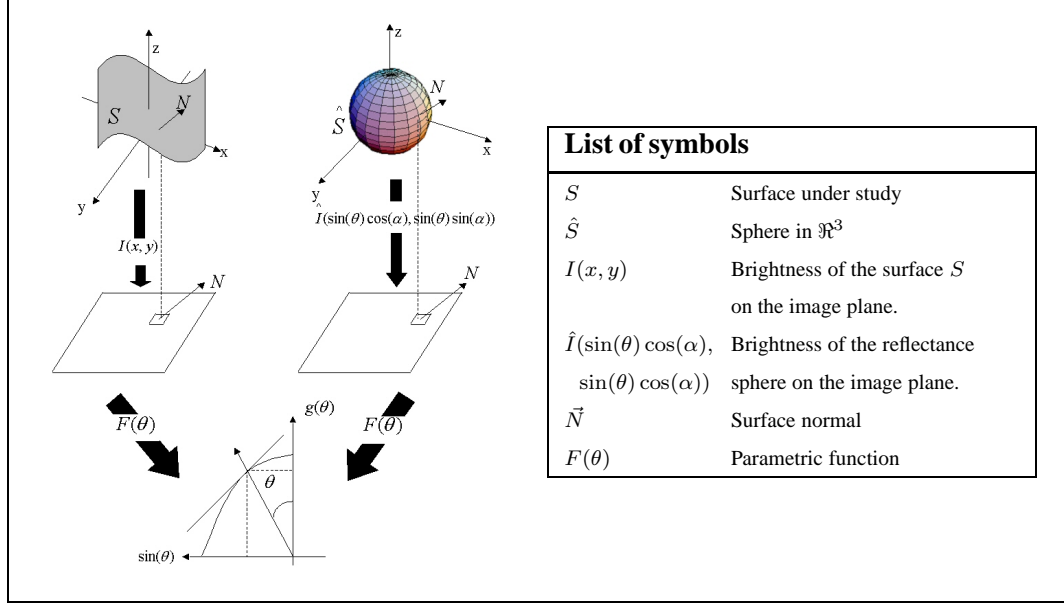 z
S
N
x
y
I(x, y)
N
z
N
Ŝ
x
y
Î(sin(θ) cos(α), sin(θ) sin(α))
N
F(θ)
F(θ)
g(θ)
θ
sin(θ)
List of symbols
S Surface under study
Ŝ Sphere in ℜ³
I(x, y) Brightness of the surface S
on the image plane.
Î(sin(θ) cos(α), Brightness of the reflectance
sin(θ) cos(α)) sphere on the image plane.
N⃗ Surface normal
F(θ) Parametric function